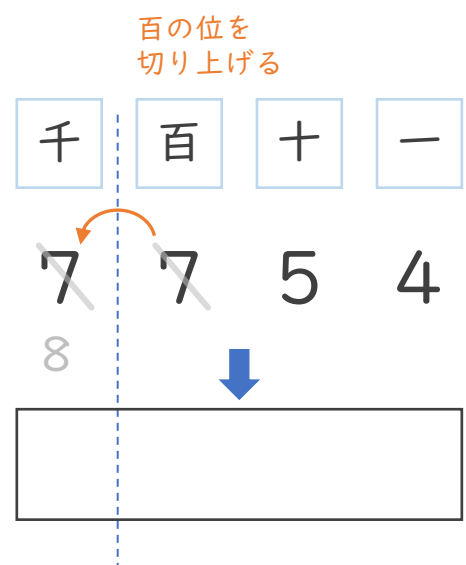 百の位を
切り上げる
千 百 十 一
7 7 5 4
8